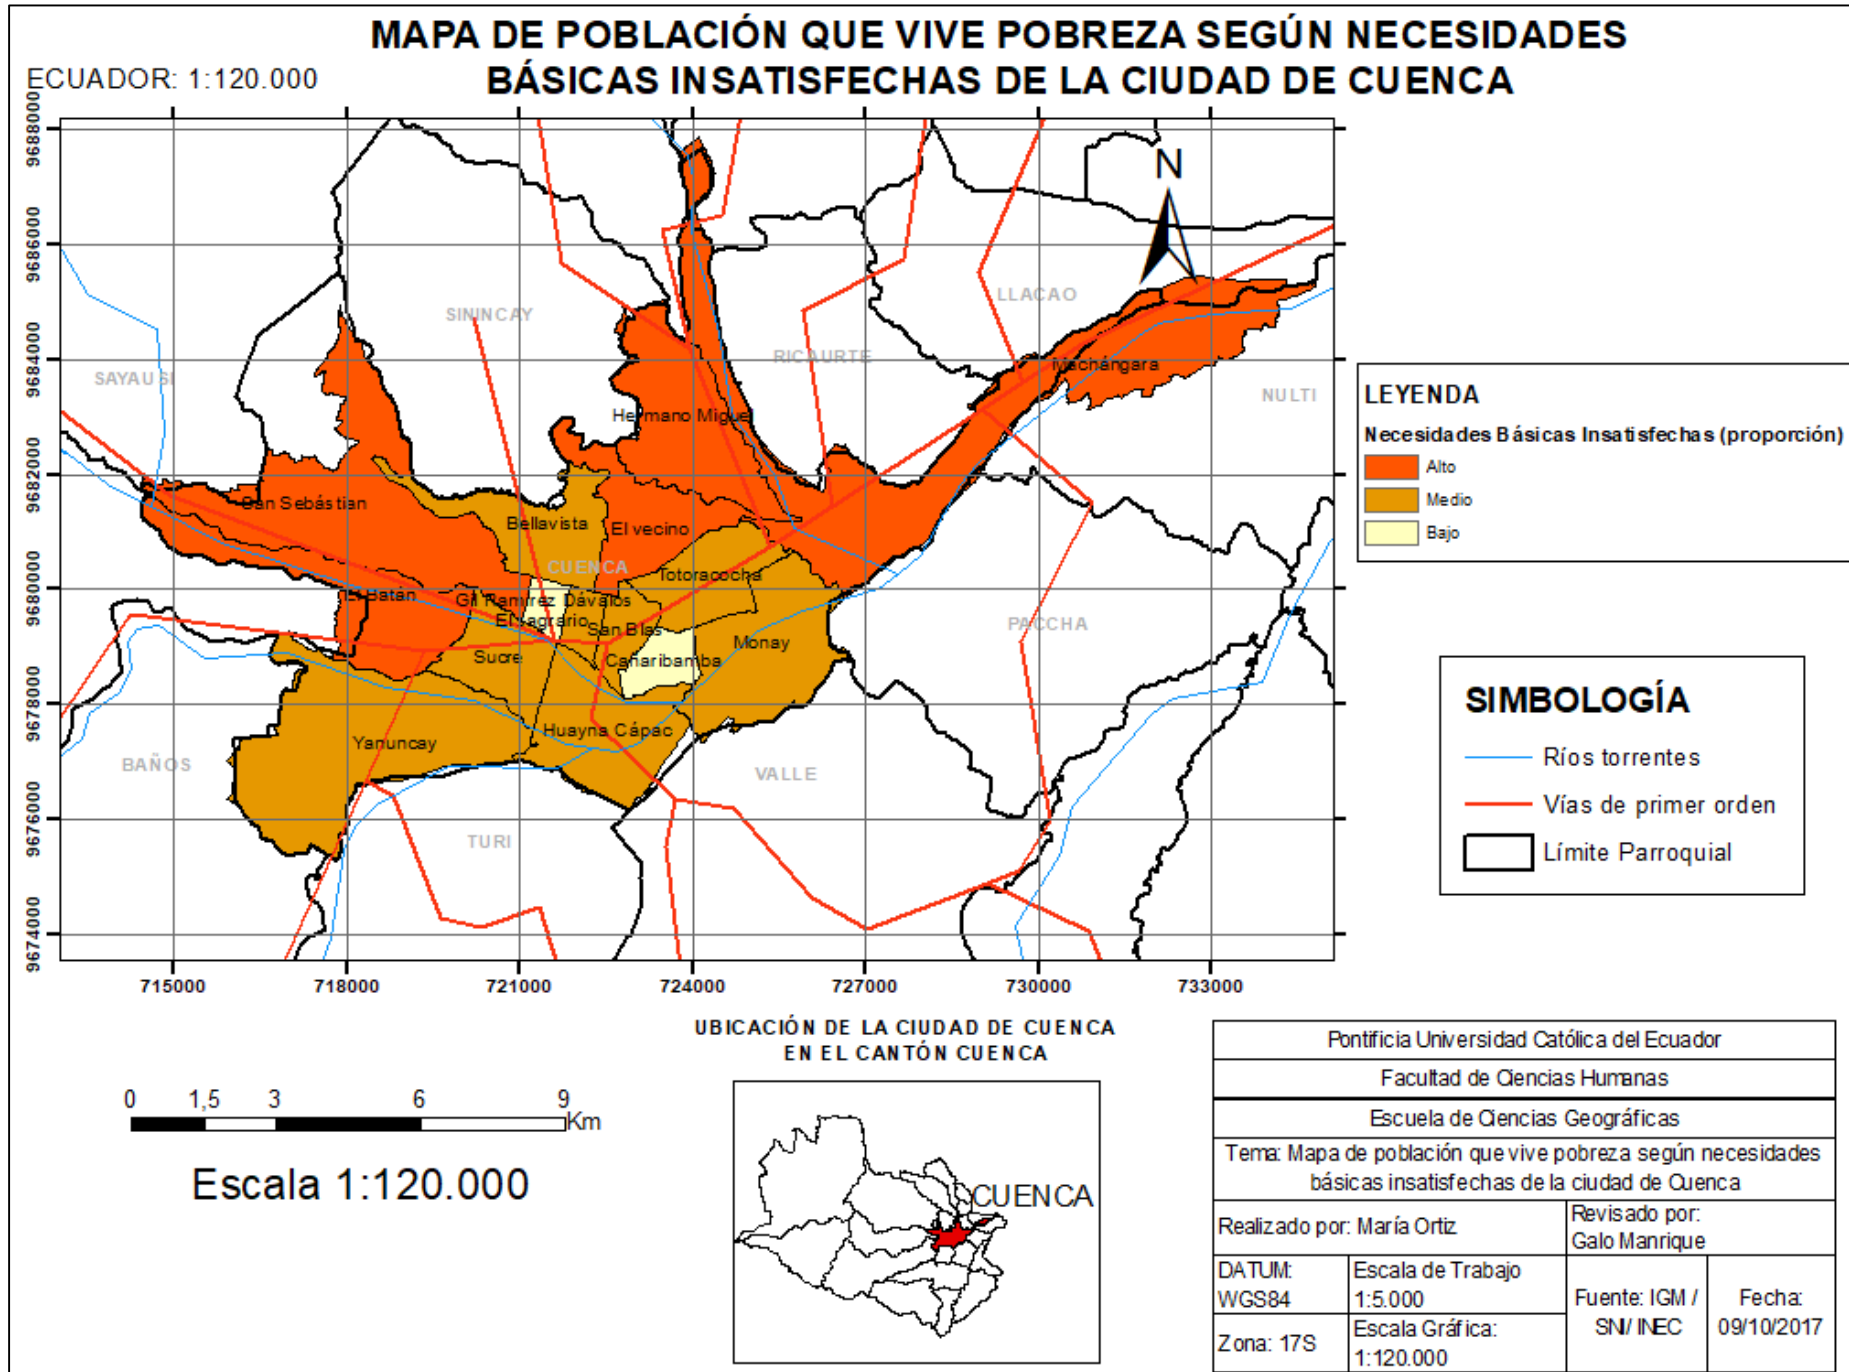 MAPA DE POBLACIÓN QUE VIVE POBREZA SEGÚN NECESIDADES
BÁSICAS INSATISFECHAS DE LA CIUDAD DE CUENCA
ECUADOR: 1:120.000
9688000
9686000
9684000
9682000
9680000
9678000
9676000
9674000
N
LLACAO
SININCAY
RICAURTE
Machángara
SAYAUSI
NULTI
Hermano Miguel
San Sebástian
Bellavista
El vecino
CUENCA
Totoracocha
El Batán
Gil Ramírez Dávalos
El sagrario
San Blas
PACCHA
Monay
Sucre
Cañaribamba
Huayna Cápac
Yanuncay
BAÑOS
VALLE
TURI
715000
718000
721000
724000
727000
730000
733000
LEYENDA
Necesidades Básicas Insatisfechas (proporción)
Alto
Medio
Bajo
SIMBOLOGÍA
Ríos torrentes
Vías de primer orden
Límite Parroquial
0 1,5 3 6 9
Km
Escala 1:120.000
UBICACIÓN DE LA CIUDAD DE CUENCA
EN EL CANTÓN CUENCA
CUENCA
Pontificia Universidad Católica del Ecuador
Facultad de Ciencias Humanas
Escuela de Ciencias Geográficas
Tema: Mapa de población que vive pobreza según necesidades
básicas insatisfechas de la ciudad de Cuenca
Realizado por: María Ortiz
Revisado por:
Galo Manrique
DATUM:
WGS84
Escala de Trabajo
1:5.000
Fuente: IGM /
SNI/ INEC
Fecha:
09/10/2017
Zona: 17S
Escala Gráfica:
1:120.000